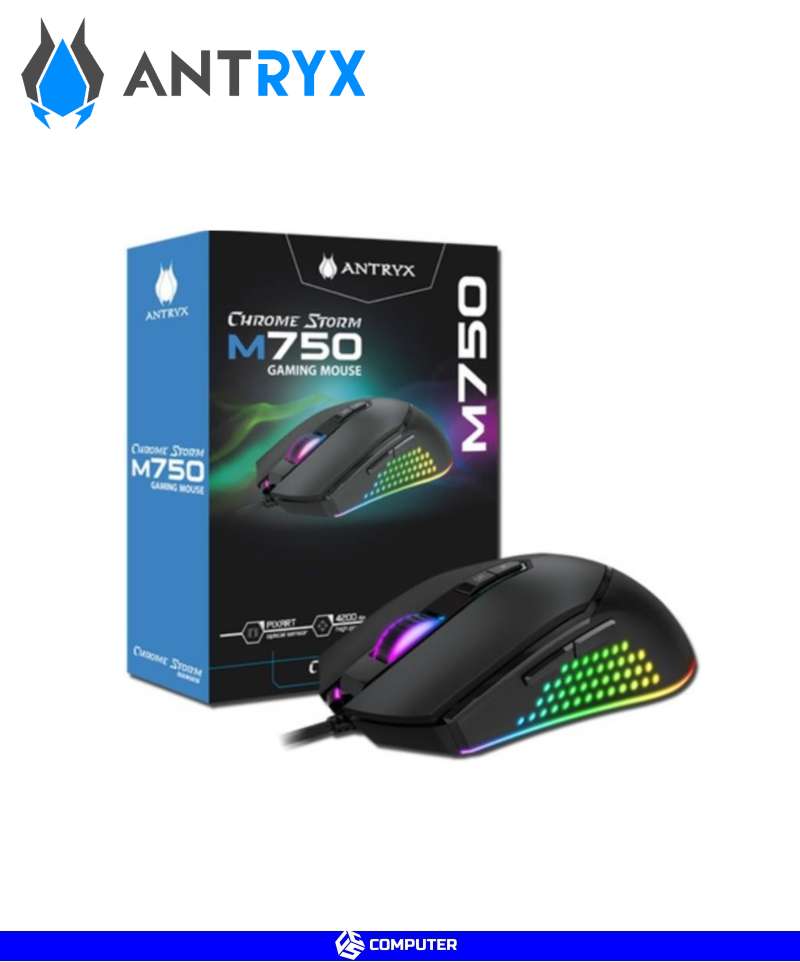 ANTRYX
ANTRYX
CHROME STORM
M750
GAMING MOUSE
M750
ANTRYX
CHROME STORM
M750
GAMING MOUSE
PIXART
optical sensor
4200
CHROME STORM
COMPUTER